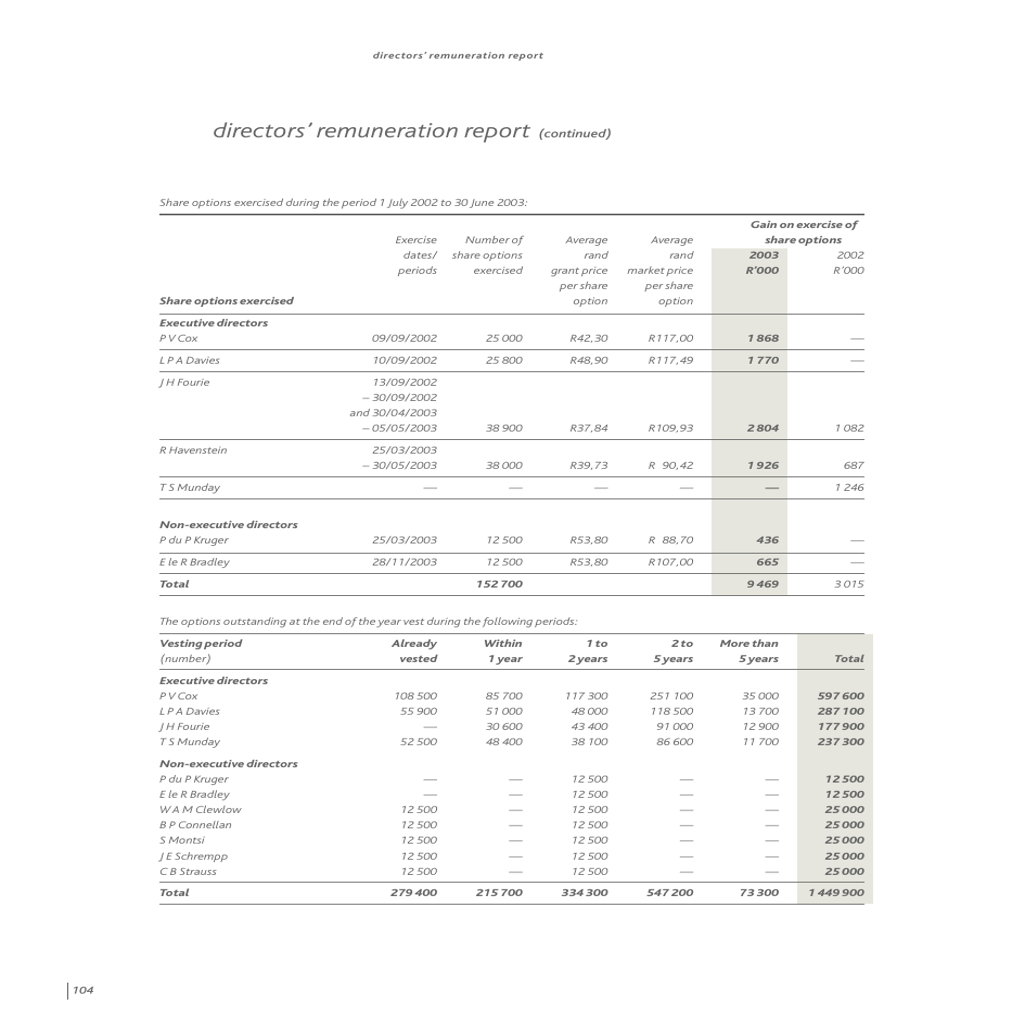 directors' remuneration report
directors' remuneration report (continued)
Share options exercised during the period 1 July 2002 to 30 June 2003:
Gain on exercise of
Exercise Number of Average Average share options
dates/ share options rand rand 2003 2002
periods exercised grant price market price R'000 R'000
per share per share
Share options exercised option option
Executive directors
P V Cox 09/09/2002 25 000 R42,30 R117,00 1 868 —
L P A Davies 10/09/2002 25 800 R48,90 R117,49 1 770 —
J H Fourie 13/09/2002
– 30/09/2002
and 30/04/2003
– 05/05/2003 38 900 R37,84 R109,93 2 804 1 082
R Havenstein 25/03/2003
– 30/05/2003 38 000 R39,73 R 90,42 1 926 687
T S Munday — — — — — 1 246
Non-executive directors
P du P Kruger 25/03/2003 12 500 R53,80 R 88,70 436 —
E le R Bradley 28/11/2003 12 500 R53,80 R107,00 665 —
Total 152 700 9 469 3 015
The options outstanding at the end of the year vest during the following periods:
Vesting period Already Within 1 to 2 to More than
(number) vested 1 year 2 years 5 years 5 years Total
Executive directors
P V Cox 108 500 85 700 117 300 251 100 35 000 597 600
L P A Davies 55 900 51 000 48 000 118 500 13 700 287 100
J H Fourie — 30 600 43 400 91 000 12 900 177 900
T S Munday 52 500 48 400 38 100 86 600 11 700 237 300
Non-executive directors
P du P Kruger — — 12 500 — — 12 500
E le R Bradley — — 12 500 — — 12 500
W A M Clewlow 12 500 — 12 500 — — 25 000
B P Connellan 12 500 — 12 500 — — 25 000
S Montsi 12 500 — 12 500 — — 25 000
J E Schrempp 12 500 — 12 500 — — 25 000
C B Strauss 12 500 — 12 500 — — 25 000
Total 279 400 215 700 334 300 547 200 73 300 1 449 900
104